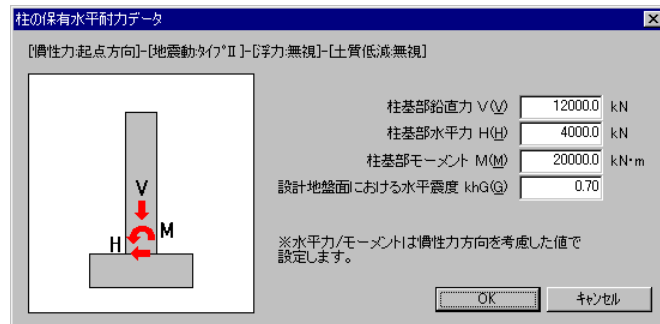 柱の保有水平耐力データ
[慣性力:起点方向]-[地震動:ﾀｲﾌﾟⅡ]-[浮力:無視]-[土質低減:無視]
柱基部鉛直力 V(V) 12000.0 kN
柱基部水平力 H(H) 4000.0 kN
柱基部モーメント M(M) 20000.0 kN・m
設計地盤面における水平震度 khG(G) 0.70
V
M
H
※水平力/モーメントは慣性力方向を考慮した値で
設定します。
OK ｷｬﾝｾﾙ